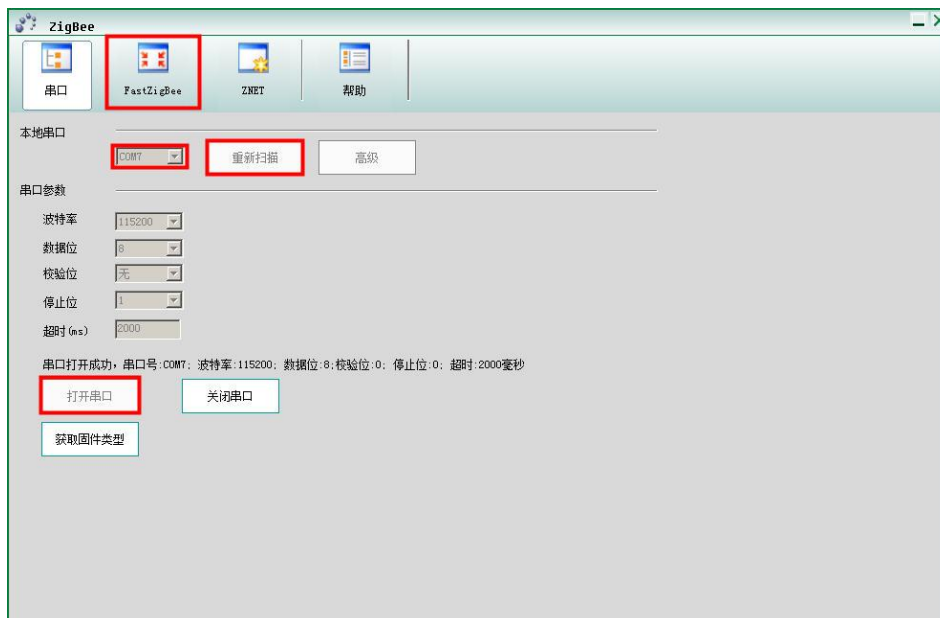 ZigBee
串口 FastZigBee ZNET 帮助
本地串口
COM7 重新扫描 高级
串口参数
波特率 115200
数据位 8
校验位 无
停止位 1
超时(ms) 2000
串口打开成功，串口号:COM7; 波特率:115200; 数据位:8;校验位:0; 停止位:0; 超时:2000毫秒
打开串口 关闭串口
获取固件类型